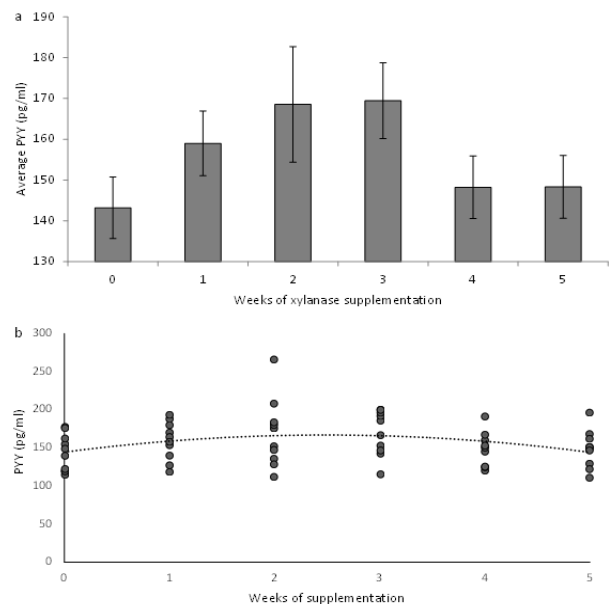 a
190
180
170
160
150
140
130
Average PYY (pg/ml)
0 1 2 3 4 5
Weeks of xylanase supplementation
b
300
250
200
150
100
50
0
PYY (pg/ml)
0 1 2 3 4 5
Weeks of supplementation